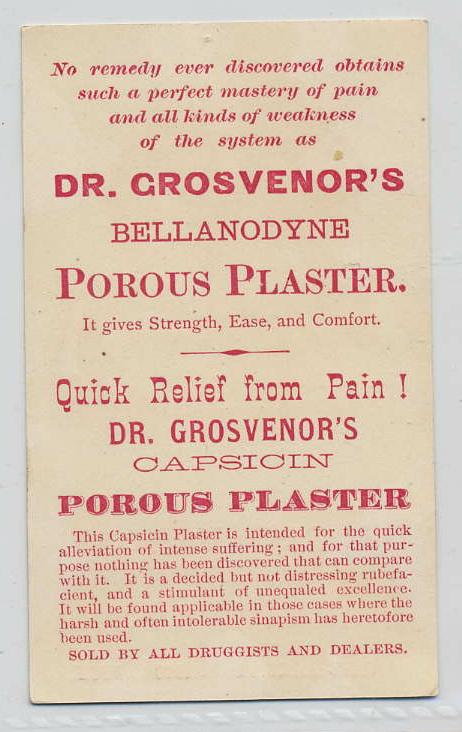 No remedy ever discovered obtains
such a perfect mastery of pain
and all kinds of weakness
of the system as
DR. GROSVENOR'S
BELLANODYNE
POROUS PLASTER.
It gives Strength, Ease, and Comfort.
Quick Relief from Pain !
DR. GROSVENOR'S
CAPSICIN
POROUS PLASTER
This Capsicin Plaster is intended for the quick
alleviation of intense suffering ; and for that pur-
pose nothing has been discovered that can compare
with it. It is a decided but not distressing rubefa-
cient, and a stimulant of unequaled excellence.
It will be found applicable in those cases where the
harsh and often intolerable sinapism has heretofore
been used.
SOLD BY ALL DRUGGISTS AND DEALERS.